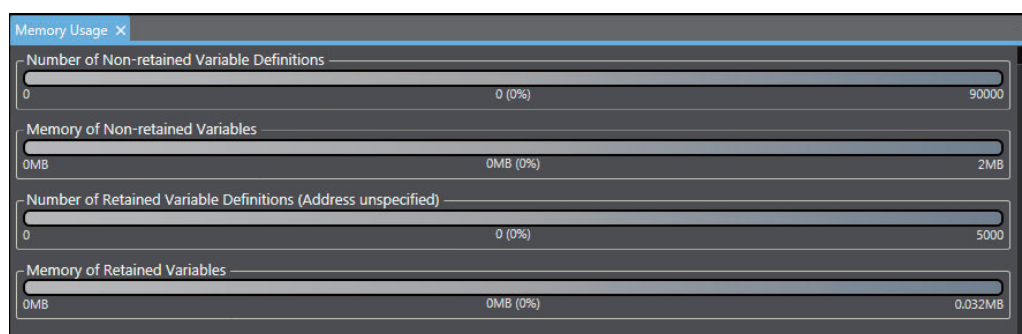 Memory Usage ×
Number of Non-retained Variable Definitions
0 0 (0%) 90000
Memory of Non-retained Variables
0MB 0MB (0%) 2MB
Number of Retained Variable Definitions (Address unspecified)
0 0 (0%) 5000
Memory of Retained Variables
0MB 0MB (0%) 0.032MB